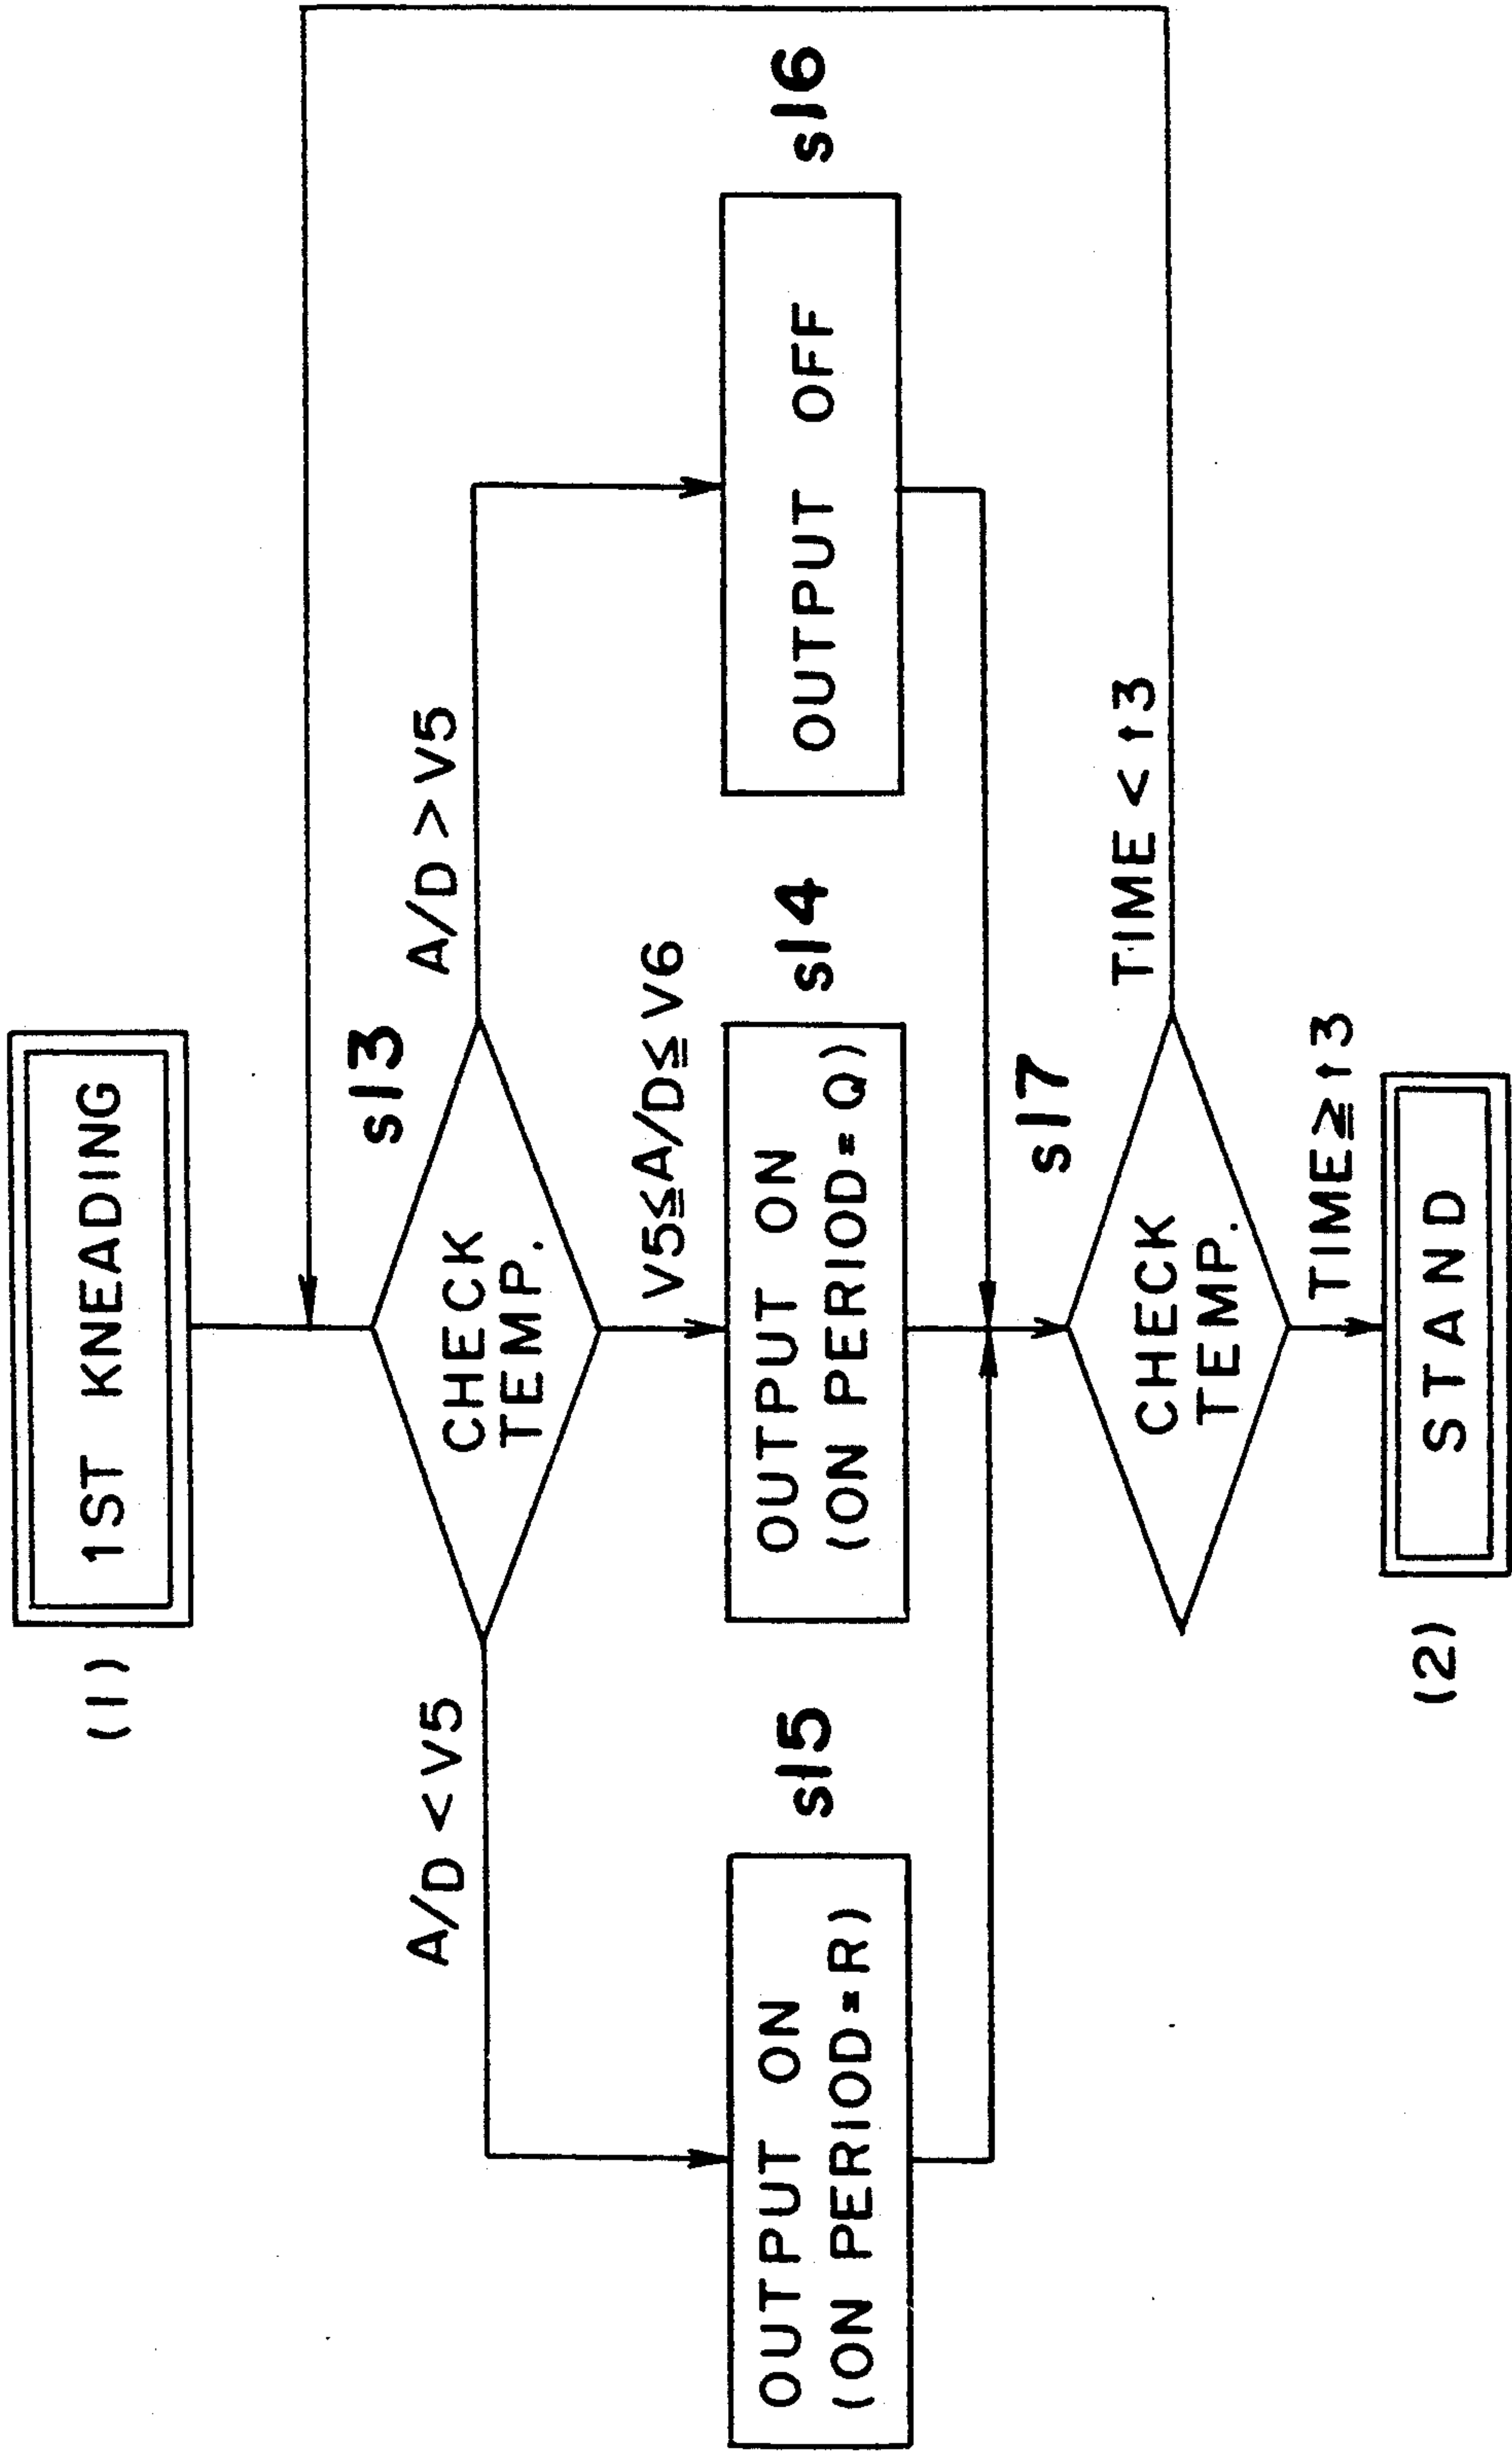 (1)
1ST KNEADING
s13
CHECK
TEMP.
A/D < V5
A/D > V5
V5≦A/D≦V6
s15
OUTPUT ON
(ON PERIOD=R)
s14
OUTPUT ON
(ON PERIOD=Q)
s16
OUTPUT OFF
s17
CHECK
TEMP.
TIME < t3
TIME≧t3
(2)
STAND